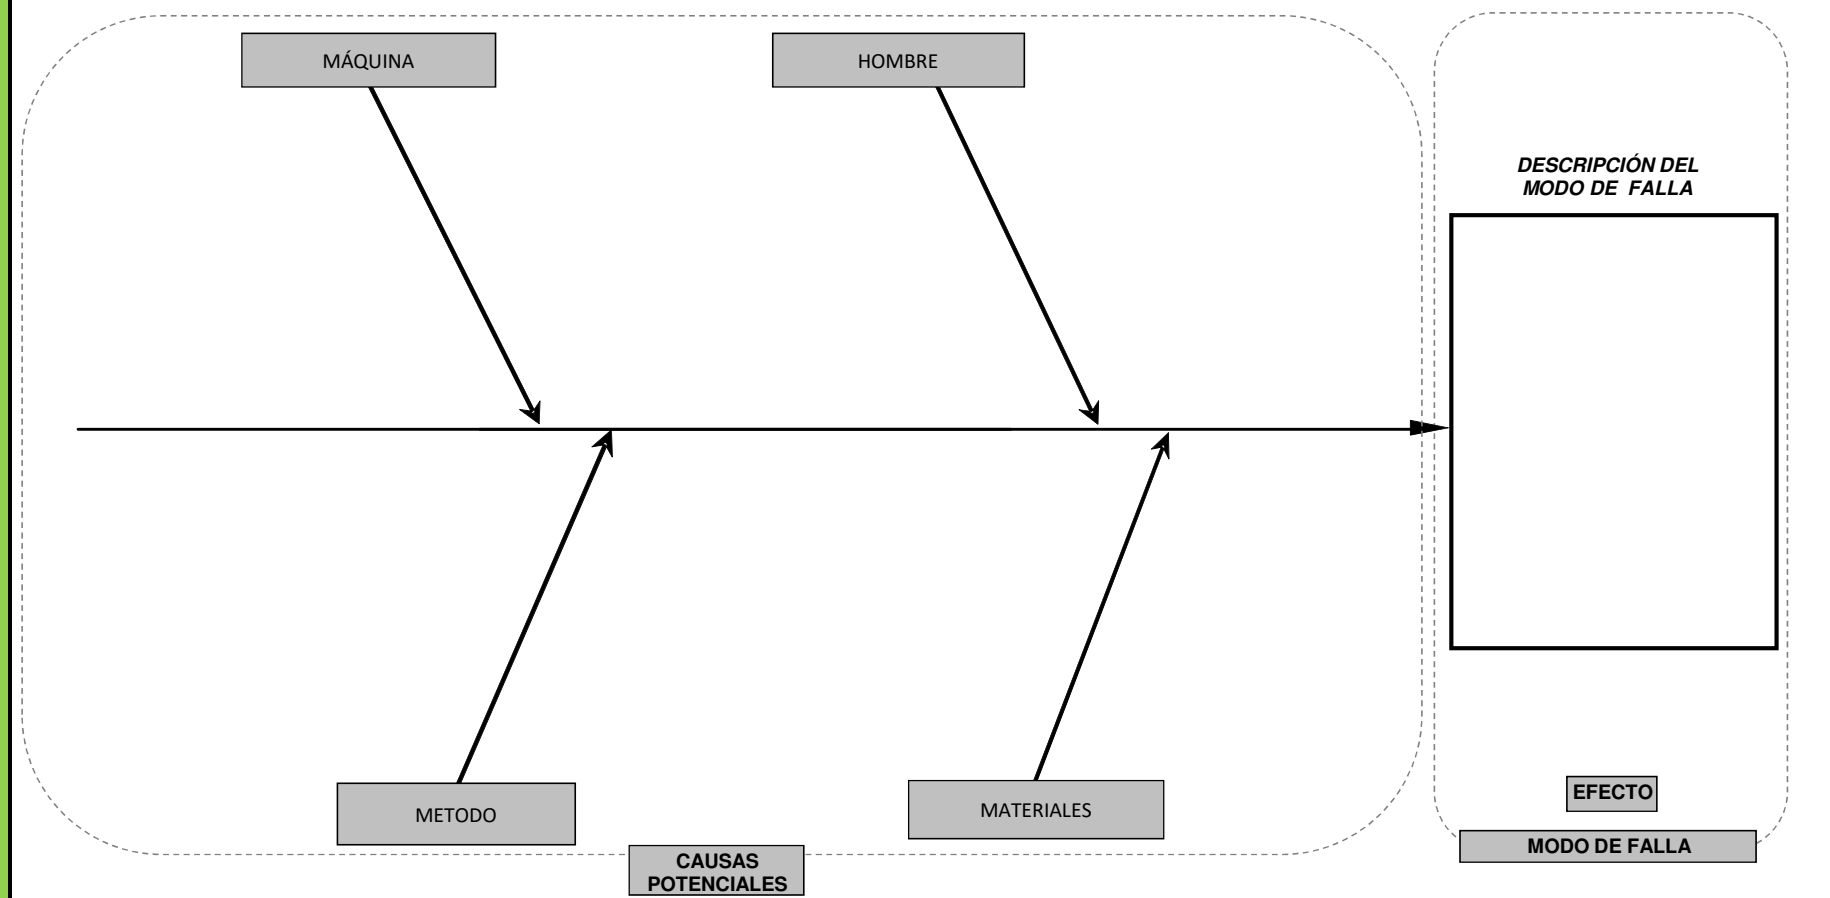 MÁQUINA
HOMBRE
DESCRIPCIÓN DEL
MODO DE FALLA
METODO
MATERIALES
EFECTO
MODO DE FALLA
CAUSAS
POTENCIALES